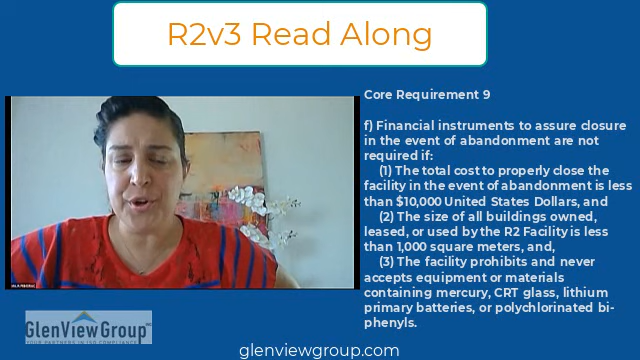 R2v3 Read Along
Core Requirement 9
f) Financial instruments to assure closure
in the event of abandonment are not
required if:
(1) The total cost to properly close the
facility in the event of abandonment is less
than $10,000 United States Dollars, and
(2) The size of all buildings owned,
leased, or used by the R2 Facility is less
than 1,000 square meters, and,
(3) The facility prohibits and never
accepts equipment or materials
containing mercury, CRT glass, lithium
primary batteries, or polychlorinated bi-
phenyls.
GlenViewGroup
YOUR PARTNERS IN ISO COMPLIANCE
glenviewgroup.com